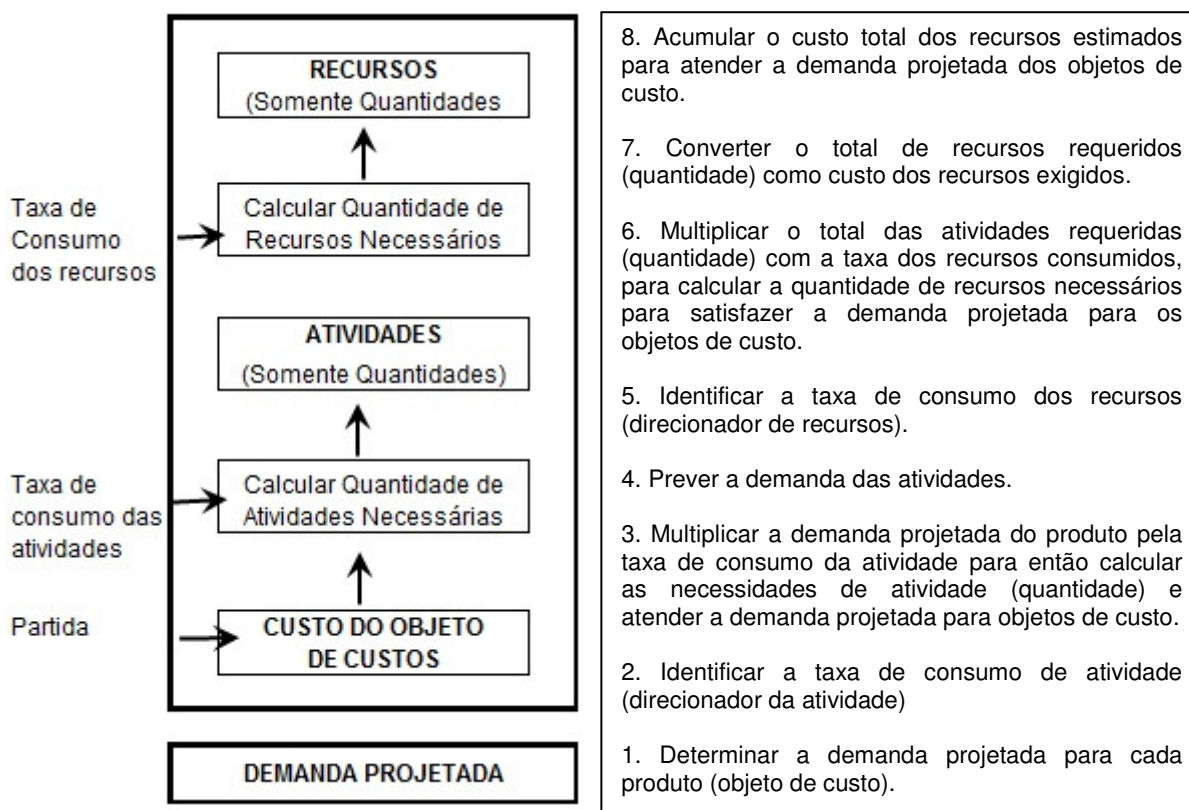 RECURSOS
(Somente Quantidades
Calcular Quantidade de
Recursos Necessários
Taxa de
Consumo
dos recursos
ATIVIDADES
(Somente Quantidades)
Calcular Quantidade de
Atividades Necessárias
Taxa de
consumo das
atividades
Partida
CUSTO DO OBJETO
DE CUSTOS
DEMANDA PROJETADA
8. Acumular o custo total dos recursos estimados
para atender a demanda projetada dos objetos de
custo.
7. Converter o total de recursos requeridos
(quantidade) como custo dos recursos exigidos.
6. Multiplicar o total das atividades requeridas
(quantidade) com a taxa dos recursos consumidos,
para calcular a quantidade de recursos necessários
para satisfazer a demanda projetada para os
objetos de custo.
5. Identificar a taxa de consumo dos recursos
(direcionador de recursos).
4. Prever a demanda das atividades.
3. Multiplicar a demanda projetada do produto pela
taxa de consumo da atividade para então calcular
as necessidades de atividade (quantidade) e
atender a demanda projetada para objetos de custo.
2. Identificar a taxa de consumo de atividade
(direcionador da atividade)
1. Determinar a demanda projetada para cada
produto (objeto de custo).